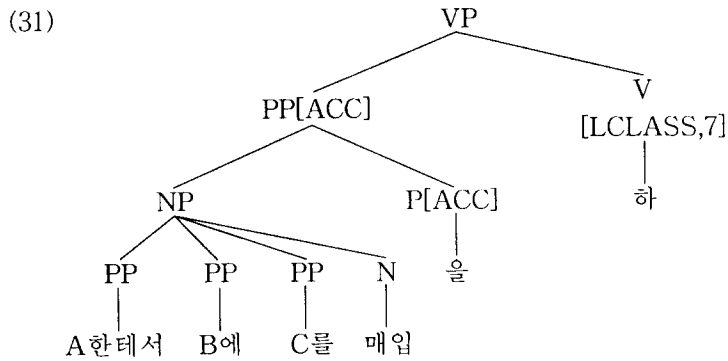 (31)
VP
PP[ACC] V
[LCLASS,7]
NP P[ACC] 하
PP PP PP N 을
A한테서 B에 C를 매입